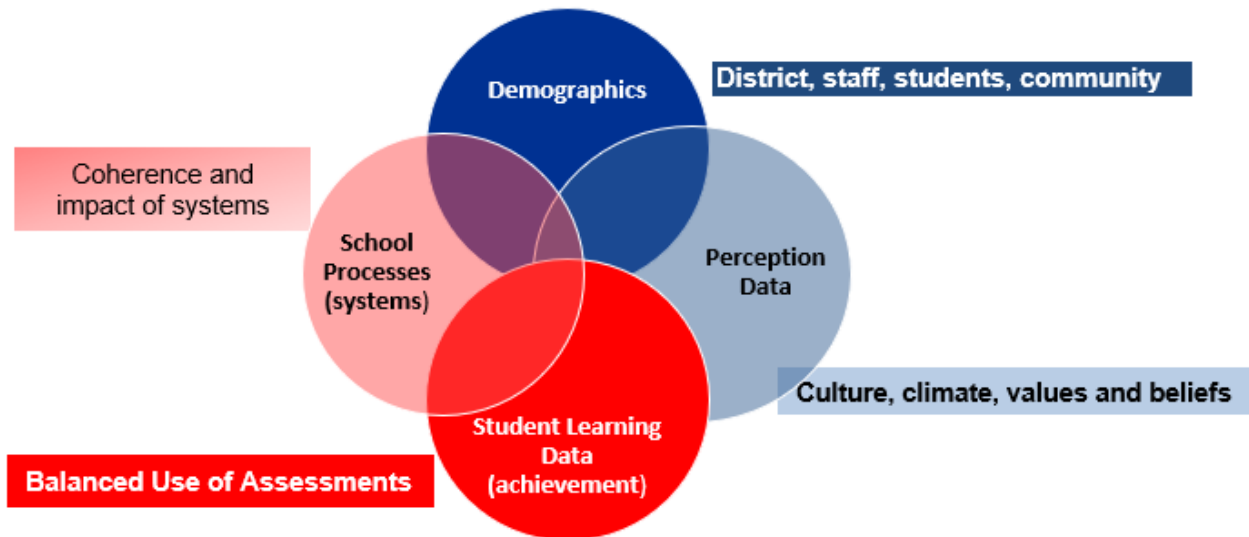 Demographics
District, staff, students, community
Coherence and
impact of systems
School
Processes
(systems)
Perception
Data
Culture, climate, values and beliefs
Student Learning
Data
(achievement)
Balanced Use of Assessments